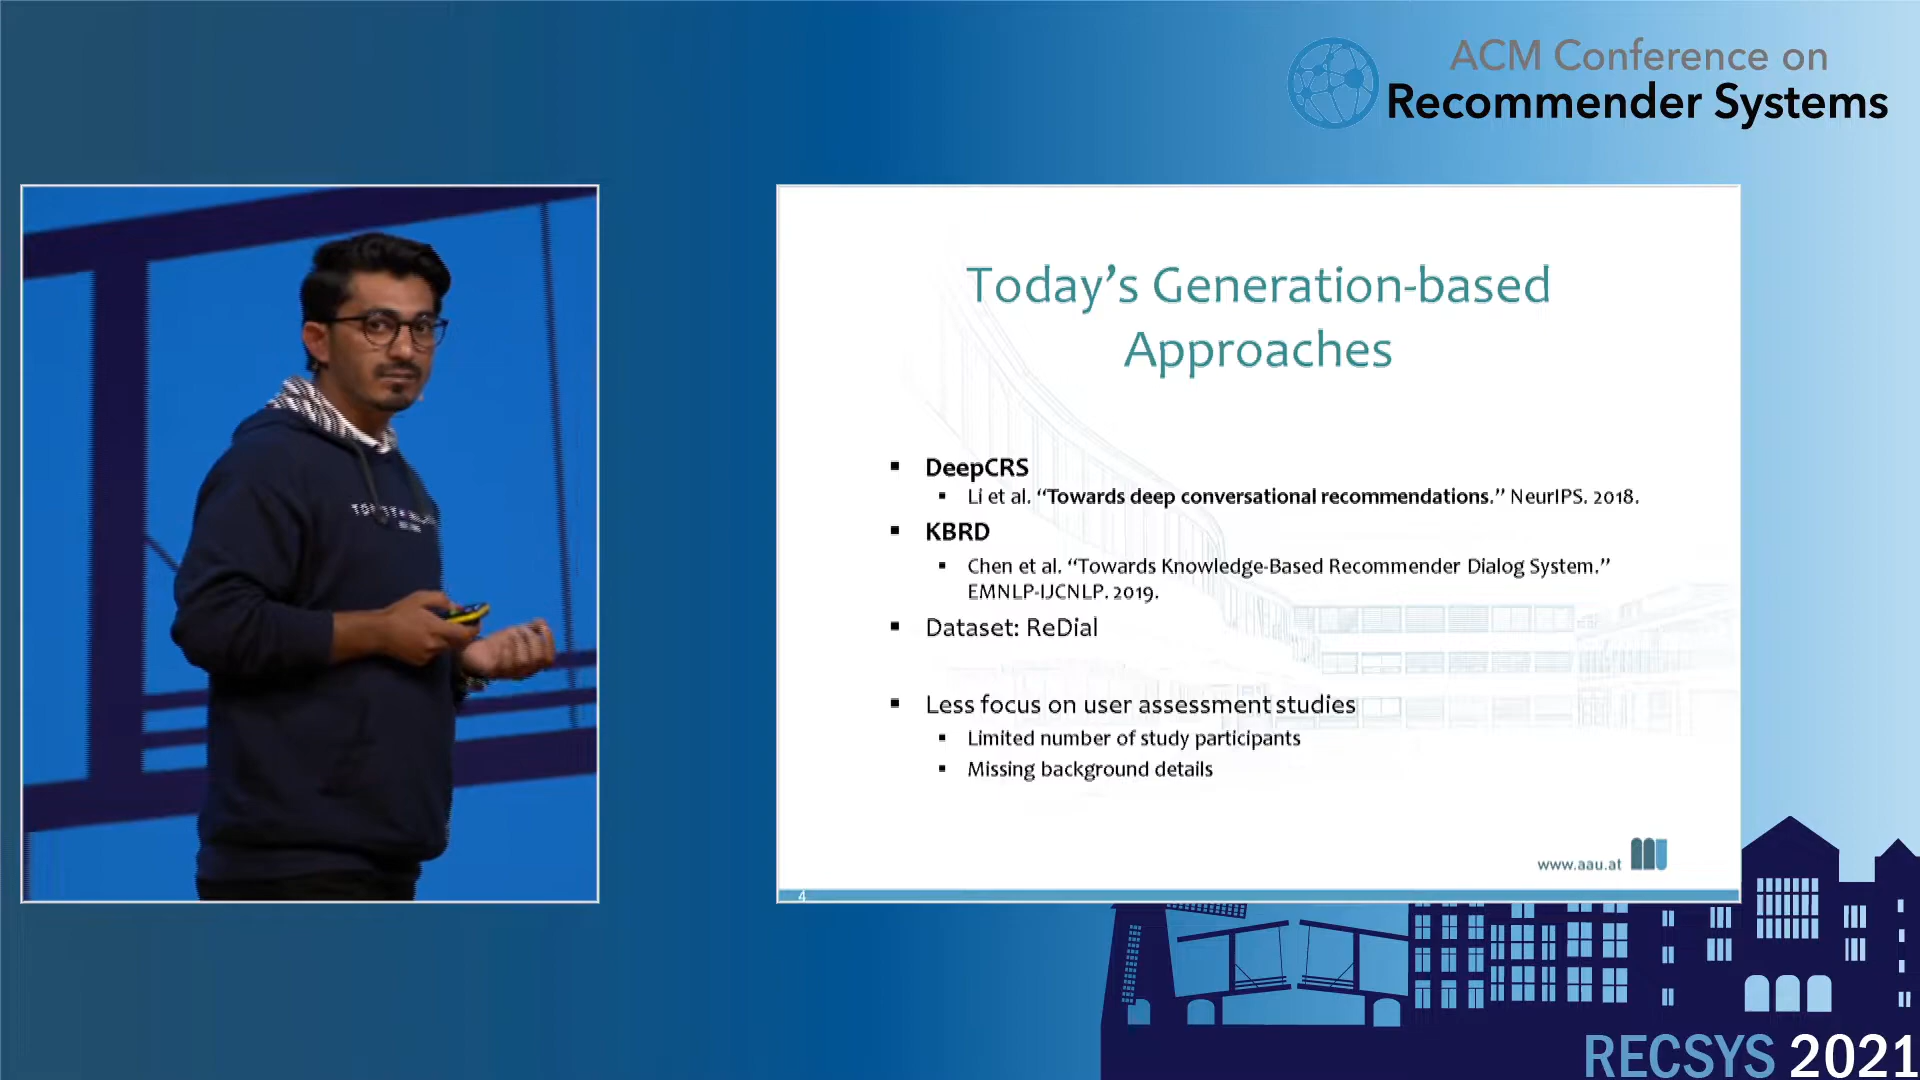 ACM Conference on
Recommender Systems
Today's Generation-based
Approaches
▪ DeepCRS
▪ Li et al. “Towards deep conversational recommendations.” NeurIPS. 2018.
▪ KBRD
▪ Chen et al. “Towards Knowledge-Based Recommender Dialog System.”
EMNLP-IJCNLP. 2019.
▪ Dataset: ReDial
▪ Less focus on user assessment studies
▪ Limited number of study participants
▪ Missing background details
www.aau.at
4
RECSYS 2021